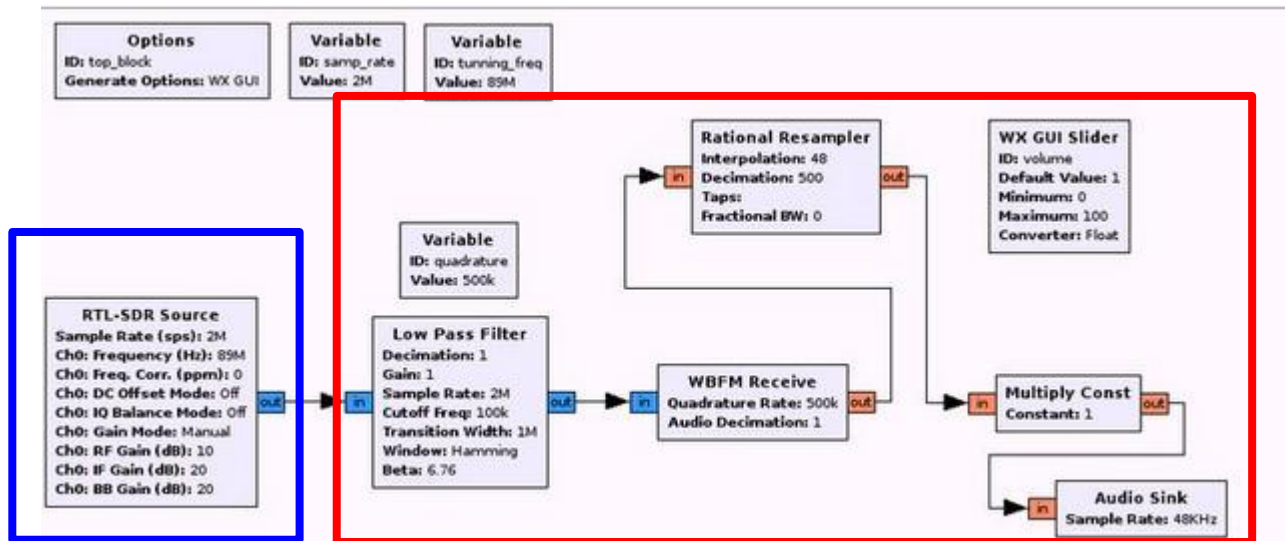 Options
ID: top_block
Generate Options: WX GUI
Variable
ID: samp_rate
Value: 2M
Variable
ID: tunning_freq
Value: 89M
Rational Resampler
Interpolation: 48
Decimation: 500
Taps:
Fractional BW: 0
in
out
WX GUI Slider
ID: volume
Default Value: 1
Minimum: 0
Maximum: 100
Converter: Float
Variable
ID: quadrature
Value: 500k
RTL-SDR Source
Sample Rate (sps): 2M
Ch0: Frequency (Hz): 89M
Ch0: Freq. Corr. (ppm): 0
Ch0: DC Offset Mode: Off
Ch0: IQ Balance Mode: Off
Ch0: Gain Mode: Manual
Ch0: RF Gain (dB): 10
Ch0: IF Gain (dB): 20
Ch0: BB Gain (dB): 20
out
Low Pass Filter
Decimation: 1
Gain: 1
Sample Rate: 2M
Cutoff Freq: 100k
Transition Width: 1M
Window: Hamming
Beta: 6.76
in
out
WBFM Receive
Quadrature Rate: 500k
Audio Decimation: 1
in
out
Multiply Const
Constant: 1
in
out
Audio Sink
Sample Rate: 48KHz
in